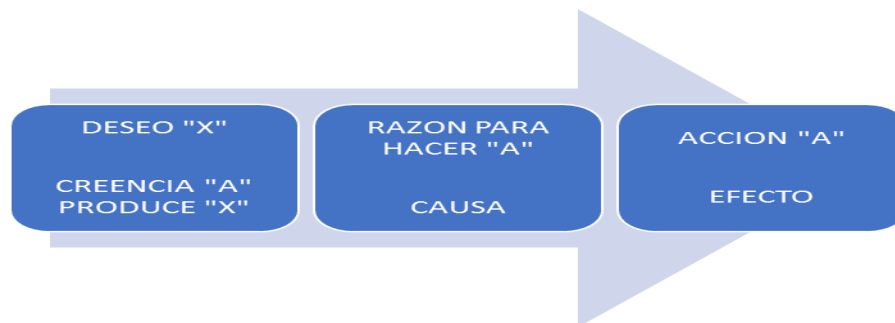 DESEO "X"
CREENCIA "A"
PRODUCE "X"
RAZON PARA
HACER "A"
CAUSA
ACCION "A"
EFECTO